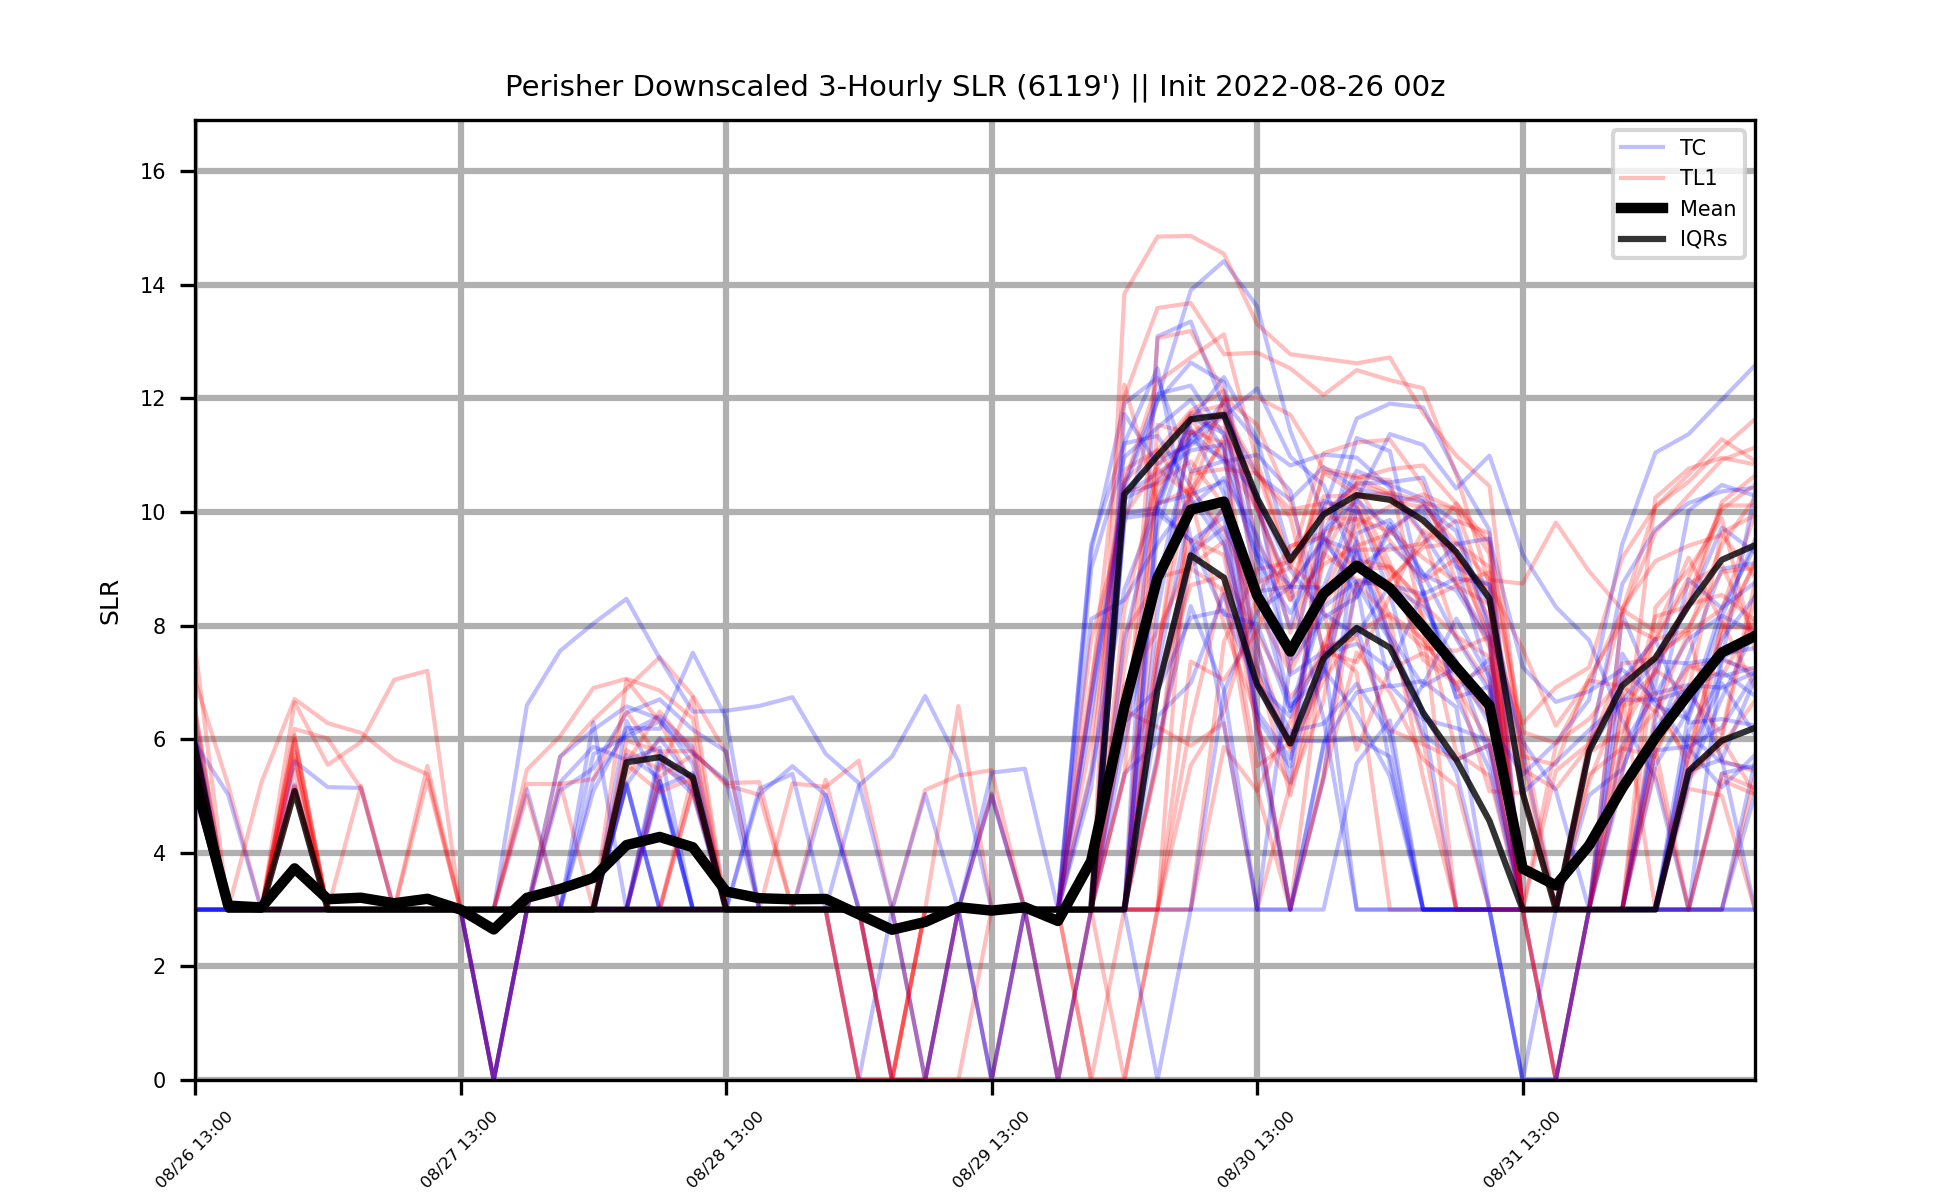 Perisher Downscaled 3-Hourly SLR (6119') || Init 2022-08-26 00z
TC
TL1
Mean
IQRs
SLR
16
14
12
10
8
6
4
2
0
08/26 13:00
08/27 13:00
08/28 13:00
08/29 13:00
08/30 13:00
08/31 13:00